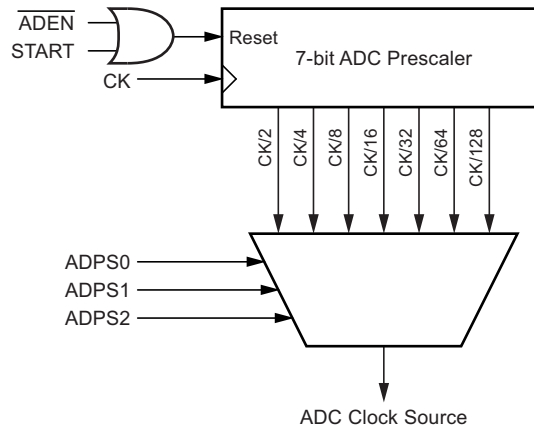 ADEN
START
CK
Reset
7-bit ADC Prescaler
CK/2
CK/4
CK/8
CK/16
CK/32
CK/64
CK/128
ADPS0
ADPS1
ADPS2
ADC Clock Source